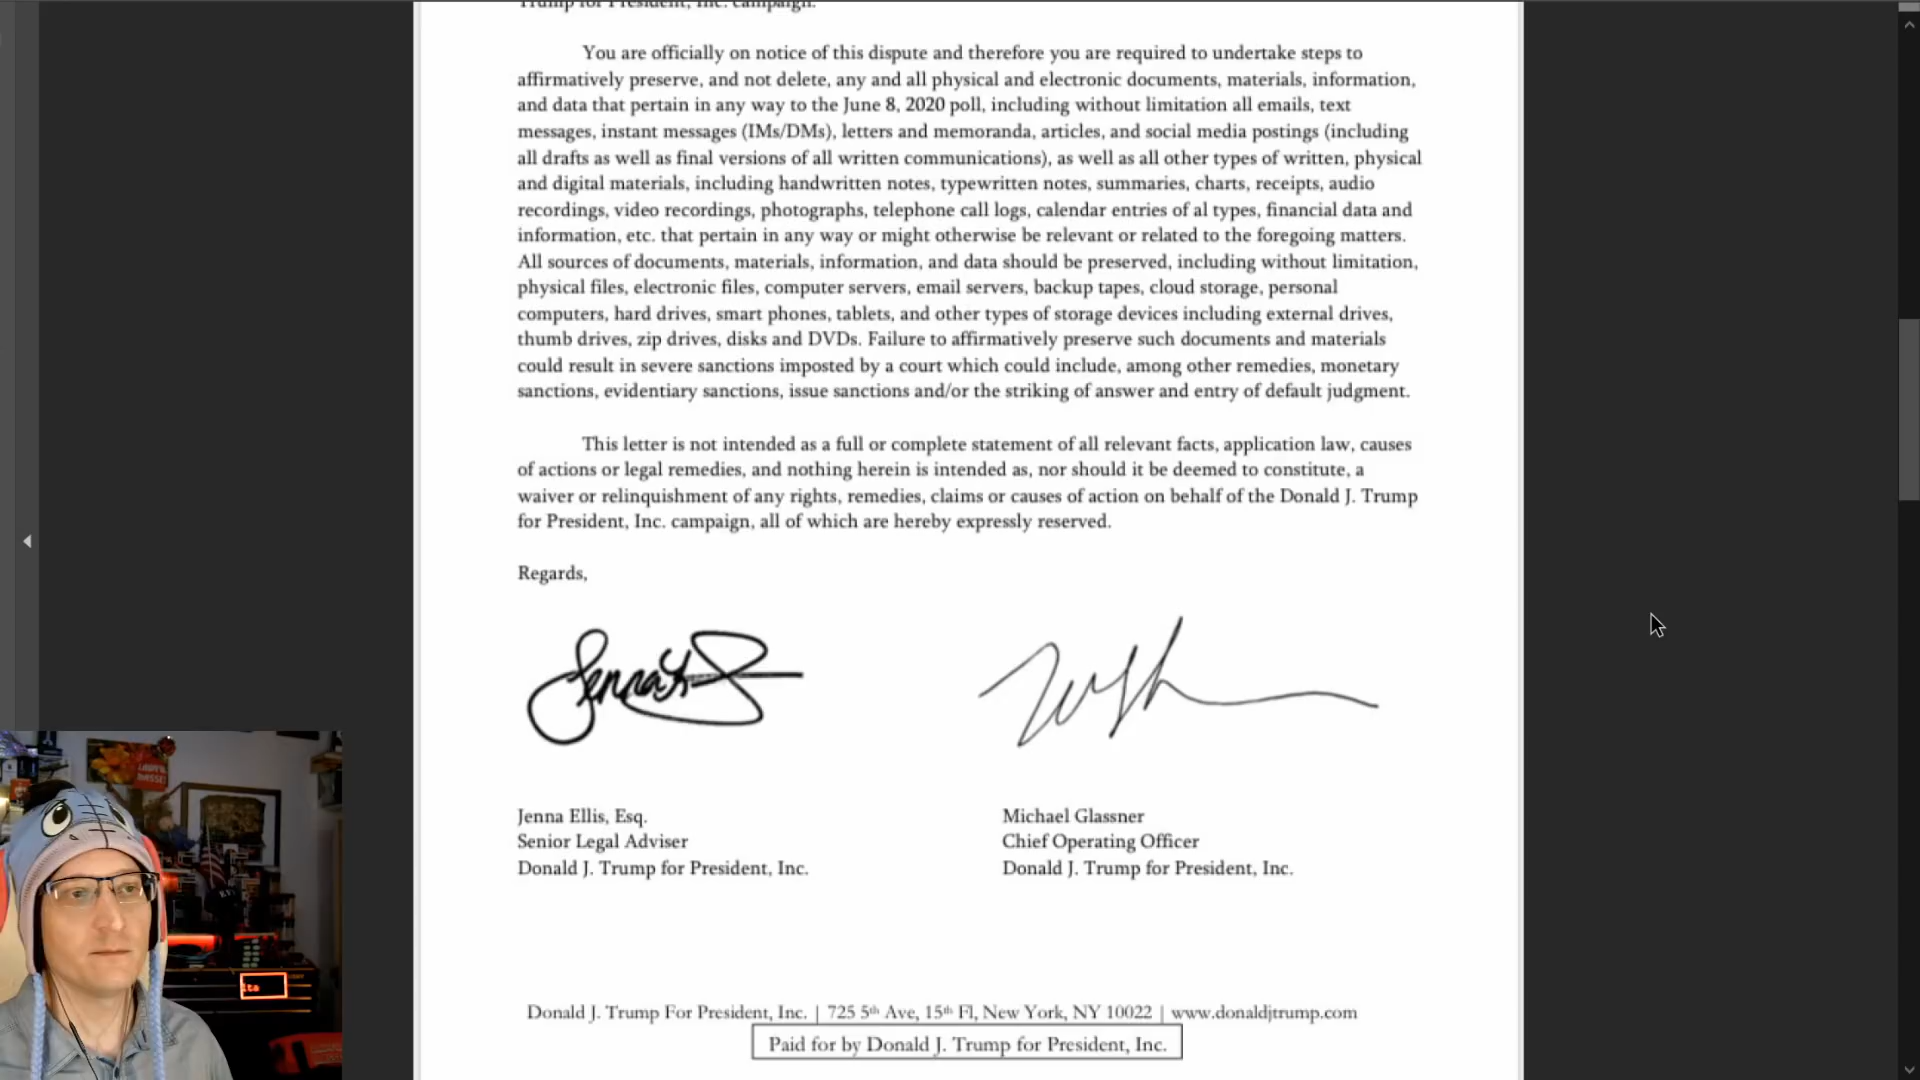 Trump for President, Inc. campaign.
You are officially on notice of this dispute and therefore you are required to undertake steps to
affirmatively preserve, and not delete, any and all physical and electronic documents, materials, information,
and data that pertain in any way to the June 8, 2020 poll, including without limitation all emails, text
messages, instant messages (IMs/DMs), letters and memoranda, articles, and social media postings (including
all drafts as well as final versions of all written communications), as well as all other types of written, physical
and digital materials, including handwritten notes, typewritten notes, summaries, charts, receipts, audio
recordings, video recordings, photographs, telephone call logs, calendar entries of al types, financial data and
information, etc. that pertain in any way or might otherwise be relevant or related to the foregoing matters.
All sources of documents, materials, information, and data should be preserved, including without limitation,
physical files, electronic files, computer servers, email servers, backup tapes, cloud storage, personal
computers, hard drives, smart phones, tablets, and other types of storage devices including external drives,
thumb drives, zip drives, disks and DVDs. Failure to affirmatively preserve such documents and materials
could result in severe sanctions imposted by a court which could include, among other remedies, monetary
sanctions, evidentiary sanctions, issue sanctions and/or the striking of answer and entry of default judgment.
This letter is not intended as a full or complete statement of all relevant facts, application law, causes
of actions or legal remedies, and nothing herein is intended as, nor should it be deemed to constitute, a
waiver or relinquishment of any rights, remedies, claims or causes of action on behalf of the Donald J. Trump
for President, Inc. campaign, all of which are hereby expressly reserved.
Regards,
Jenna Ellis, Esq.
Senior Legal Adviser
Donald J. Trump for President, Inc.
Michael Glassner
Chief Operating Officer
Donald J. Trump for President, Inc.
Donald J. Trump For President, Inc. | 725 5th Ave, 15th Fl, New York, NY 10022 | www.donaldjtrump.com
Paid for by Donald J. Trump for President, Inc.